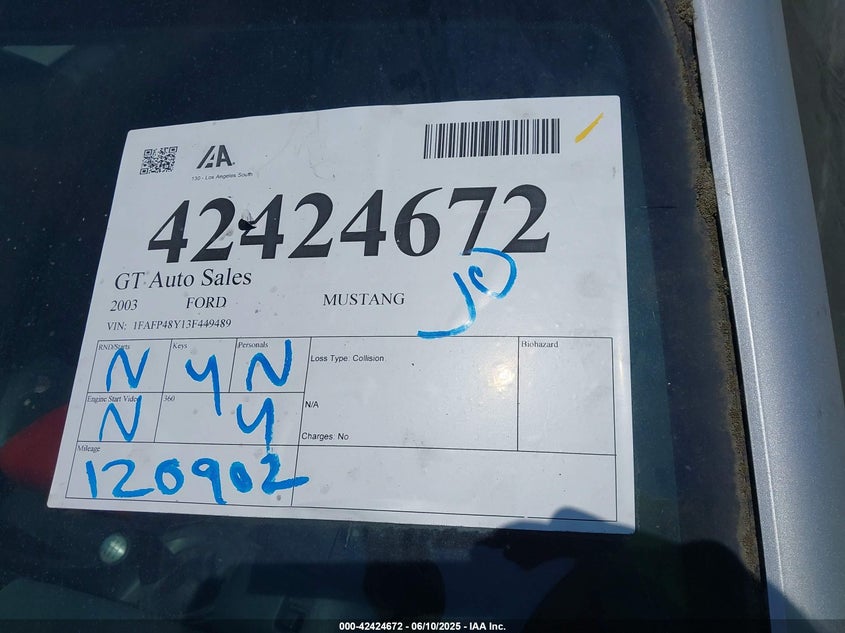 IAA
130 - Los Angeles South
42424672
JD
GT Auto Sales
2003 FORD MUSTANG
VIN: 1FAFP48Y13F449489
RND/Starts Keys Personals
N Y N
Loss Type: Collision
Biohazard
Engine Start Video 360
N Y
N/A
Charges: No
Mileage
120902
000-42424672 - 06/10/2025 - IAA Inc.